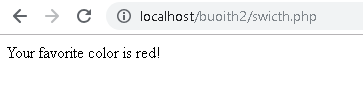 localhost/buoith2/swicth.php
Your favorite color is red!